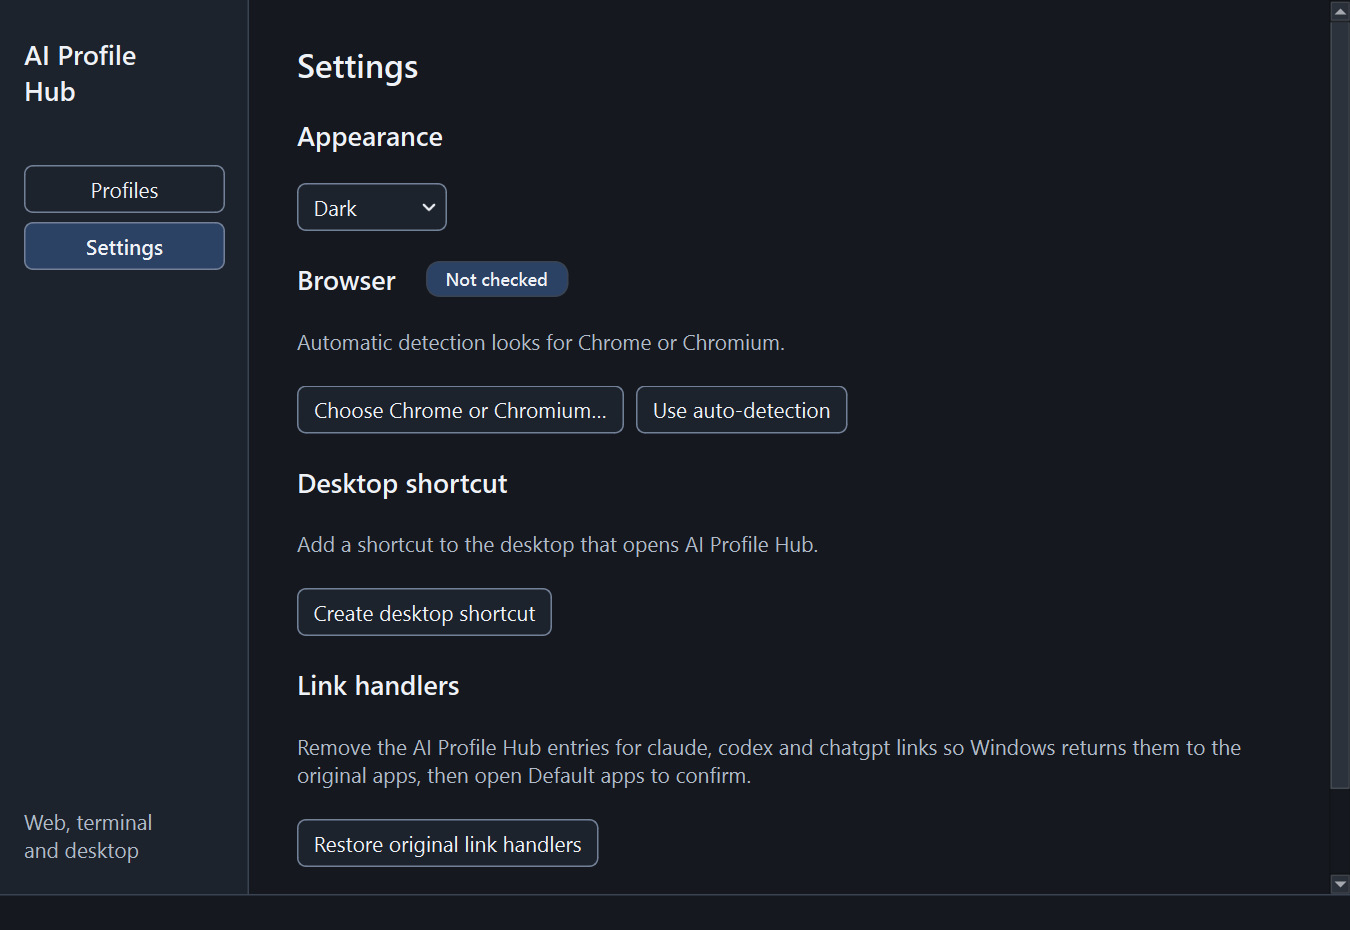 AI Profile
Hub
Profiles
Settings
Web, terminal
and desktop
Settings
Appearance
Dark
Browser
Not checked
Automatic detection looks for Chrome or Chromium.
Choose Chrome or Chromium...
Use auto-detection
Desktop shortcut
Add a shortcut to the desktop that opens AI Profile Hub.
Create desktop shortcut
Link handlers
Remove the AI Profile Hub entries for claude, codex and chatgpt links so Windows returns them to the
original apps, then open Default apps to confirm.
Restore original link handlers